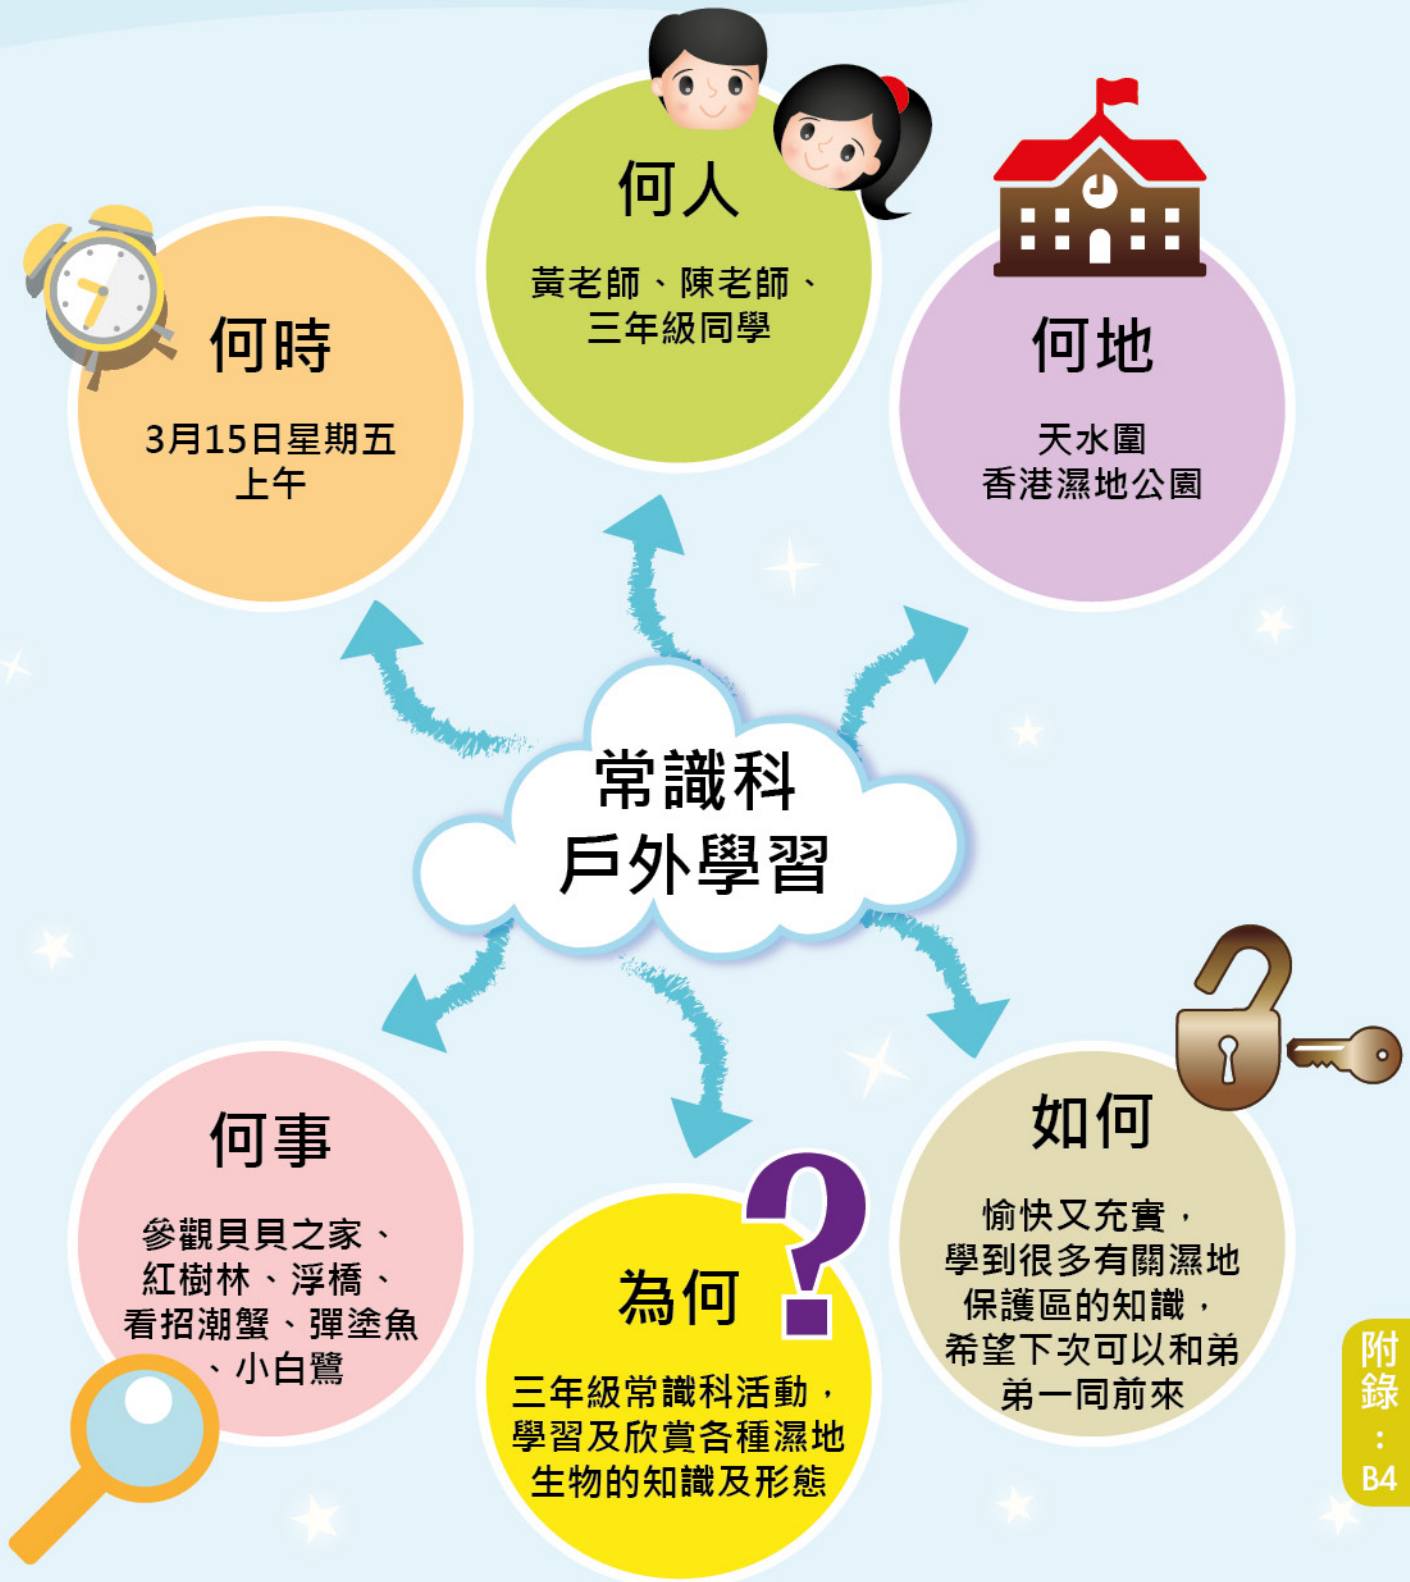 何人
黃老師、陳老師、
三年級同學
何時
3月15日星期五
上午
何地
天水圍
香港濕地公園
常識科
戶外學習
何事
參觀貝貝之家、
紅樹林、浮橋、
看招潮蟹、彈塗魚
、小白鷺
為何
三年級常識科活動，
學習及欣賞各種濕地
生物的知識及形態
如何
愉快又充實，
學到很多有關濕地
保護區的知識，
希望下次可以和弟
弟一同前來
附錄：B4